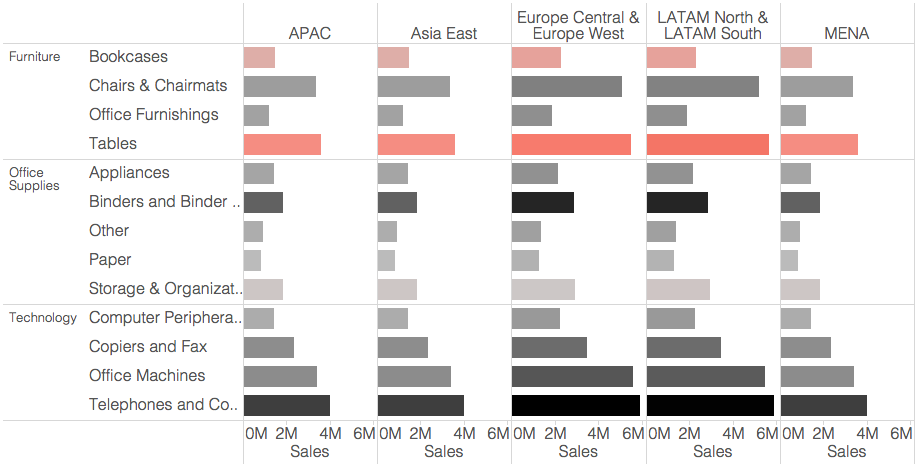 Europe Central & LATAM North &
APAC Asia East Europe West LATAM South MENA
Furniture Bookcases
Chairs & Chairmats
Office Furnishings
Tables
Office Supplies Appliances
Binders and Binder ..
Other
Paper
Storage & Organizat..
Technology Computer Periphera..
Copiers and Fax
Office Machines
Telephones and Co..
0M 2M 4M 6M 0M 2M 4M 6M 0M 2M 4M 6M 0M 2M 4M 6M 0M 2M 4M 6M
Sales Sales Sales Sales Sales